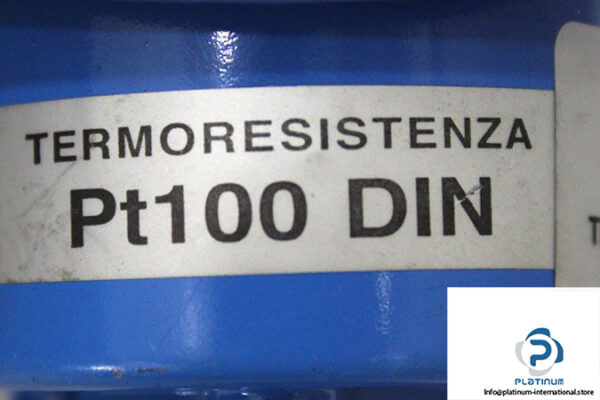 TERMORESISTENZA
Pt100 DIN
T
PLATINUM
Info@platinum-international.store